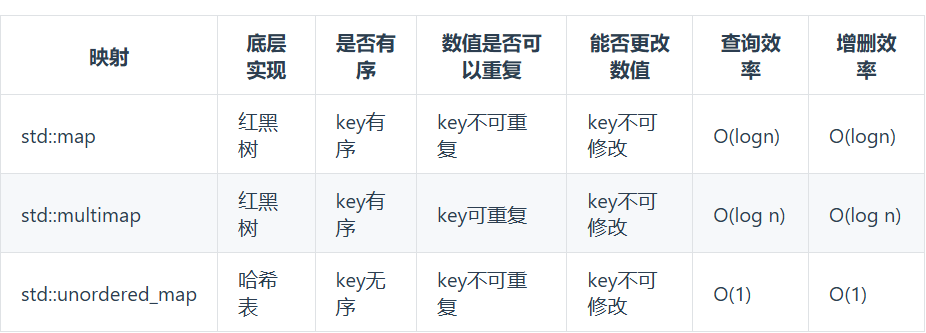 映射 底层实现 是否有序 数值是否可以重复 能否更改数值 查询效率 增删效率
std::map 红黑树 key有序 key不可重复 key不可修改 O(logn) O(logn)
std::multimap 红黑树 key有序 key可重复 key不可修改 O(log n) O(log n)
std::unordered_map 哈希表 key无序 key不可重复 key不可修改 O(1) O(1)